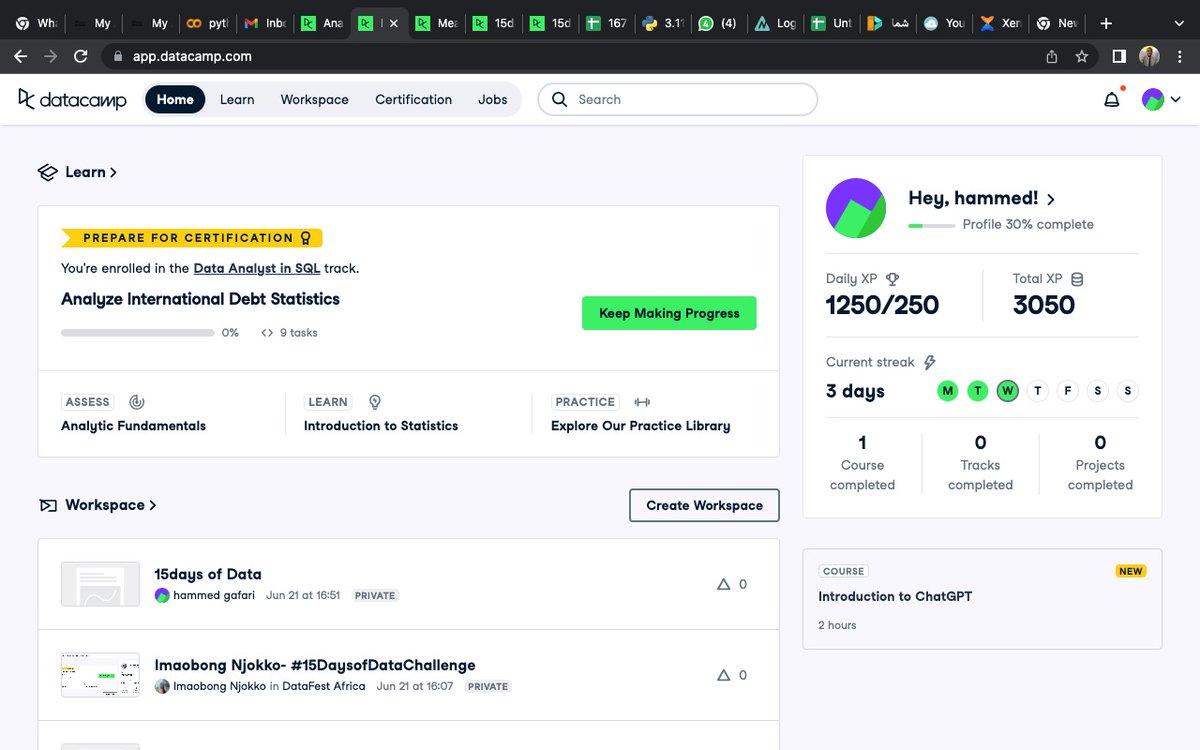 Wha
My
My
pyt
Inbo
Ana
Mea
15d
15d
167
3.11
(4)
Log
Unt
شما
You
Xer
Nev
app.datacamp.com
datacamp
Home
Learn
Workspace
Certification
Jobs
Search
Learn
PREPARE FOR CERTIFICATION
You're enrolled in the Data Analyst in SQL track.
Analyze International Debt Statistics
0%
9 tasks
Keep Making Progress
ASSESS
Analytic Fundamentals
LEARN
Introduction to Statistics
PRACTICE
Explore Our Practice Library
Workspace
Create Workspace
15days of Data
hammed gafari Jun 21 at 16:51 PRIVATE
0
Imaobong Njokko- #15DaysofDataChallenge
Imaobong Njokko in DataFest Africa Jun 21 at 16:07 PRIVATE
0
Hey, hammed!
Profile 30% complete
Daily XP
1250/250
Total XP
3050
Current streak
3 days
M T W T F S S
1
Course
completed
0
Tracks
completed
0
Projects
completed
COURSE
NEW
Introduction to ChatGPT
2 hours